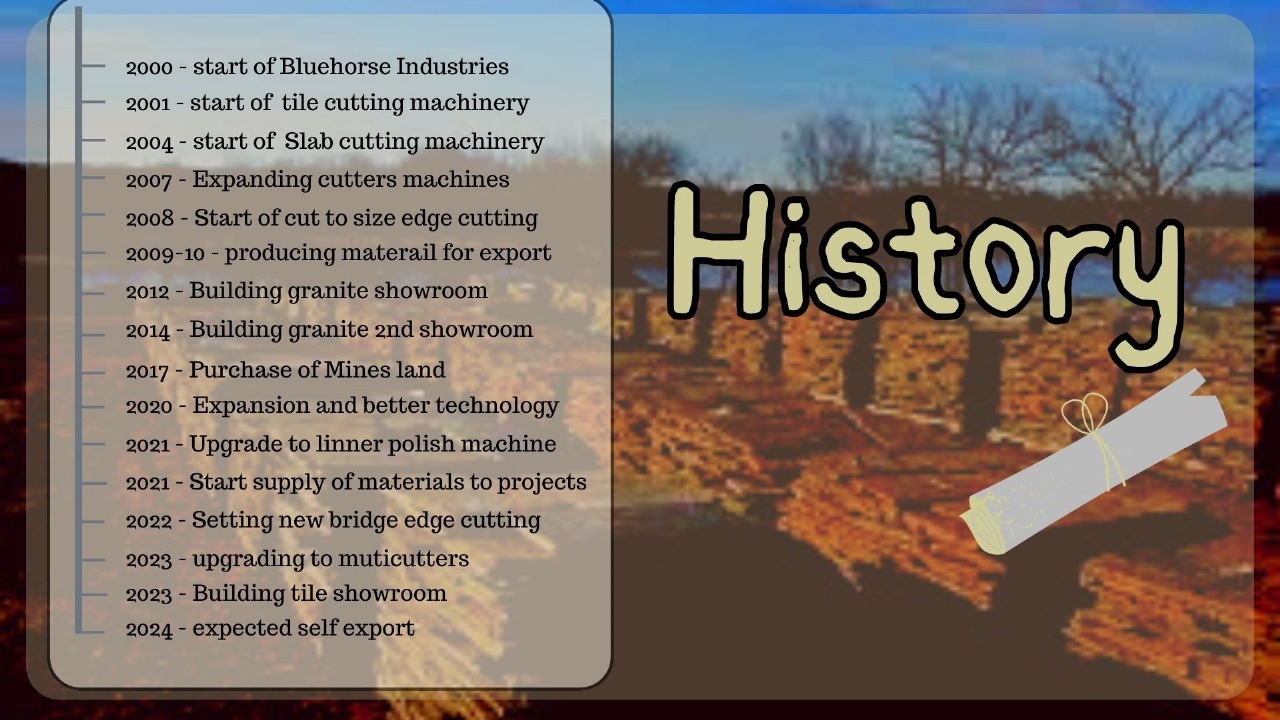 2000 - start of Bluehorse Industries
2001 - start of tile cutting machinery
2004 - start of Slab cutting machinery
2007 - Expanding cutters machines
2008 - Start of cut to size edge cutting
2009-10 - producing materail for export
2012 - Building granite showroom
2014 - Building granite 2nd showroom
2017 - Purchase of Mines land
2020 - Expansion and better technology
2021 - Upgrade to linner polish machine
2021 - Start supply of materials to projects
2022 - Setting new bridge edge cutting
2023 - upgrading to muticutters
2023 - Building tile showroom
2024 - expected self export
History